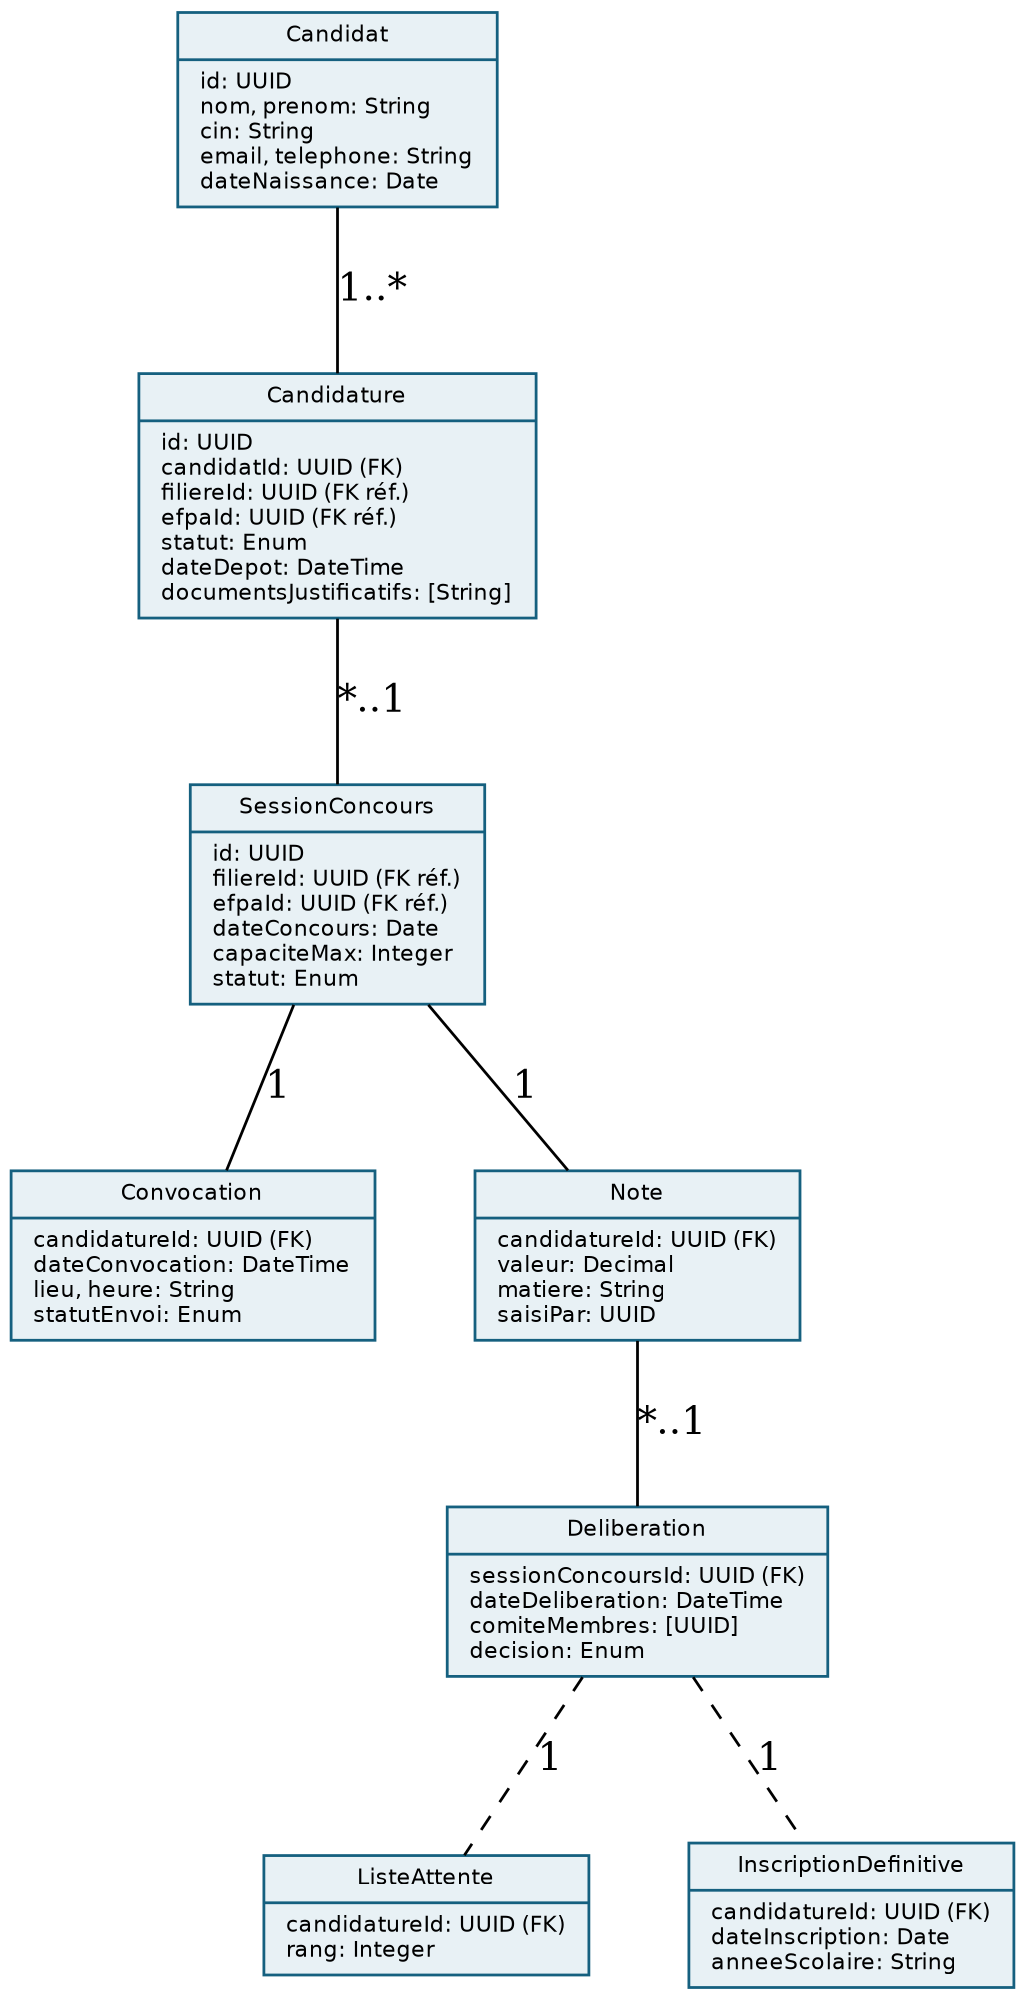 Candidat
id: UUID
nom, prenom: String
cin: String
email, telephone: String
dateNaissance: Date
1..*
Candidature
id: UUID
candidatId: UUID (FK)
filiereId: UUID (FK réf.)
efpaId: UUID (FK réf.)
statut: Enum
dateDepot: DateTime
documentsJustificatifs: [String]
*..1
SessionConcours
id: UUID
filiereId: UUID (FK réf.)
efpaId: UUID (FK réf.)
dateConcours: Date
capaciteMax: Integer
statut: Enum
1
1
Convocation
candidatureId: UUID (FK)
dateConvocation: DateTime
lieu, heure: String
statutEnvoi: Enum
Note
candidatureId: UUID (FK)
valeur: Decimal
matiere: String
saisiPar: UUID
*..1
Deliberation
sessionConcoursId: UUID (FK)
dateDeliberation: DateTime
comiteMembres: [UUID]
decision: Enum
1
1
ListeAttente
candidatureId: UUID (FK)
rang: Integer
InscriptionDefinitive
candidatureId: UUID (FK)
dateInscription: Date
anneeScolaire: String